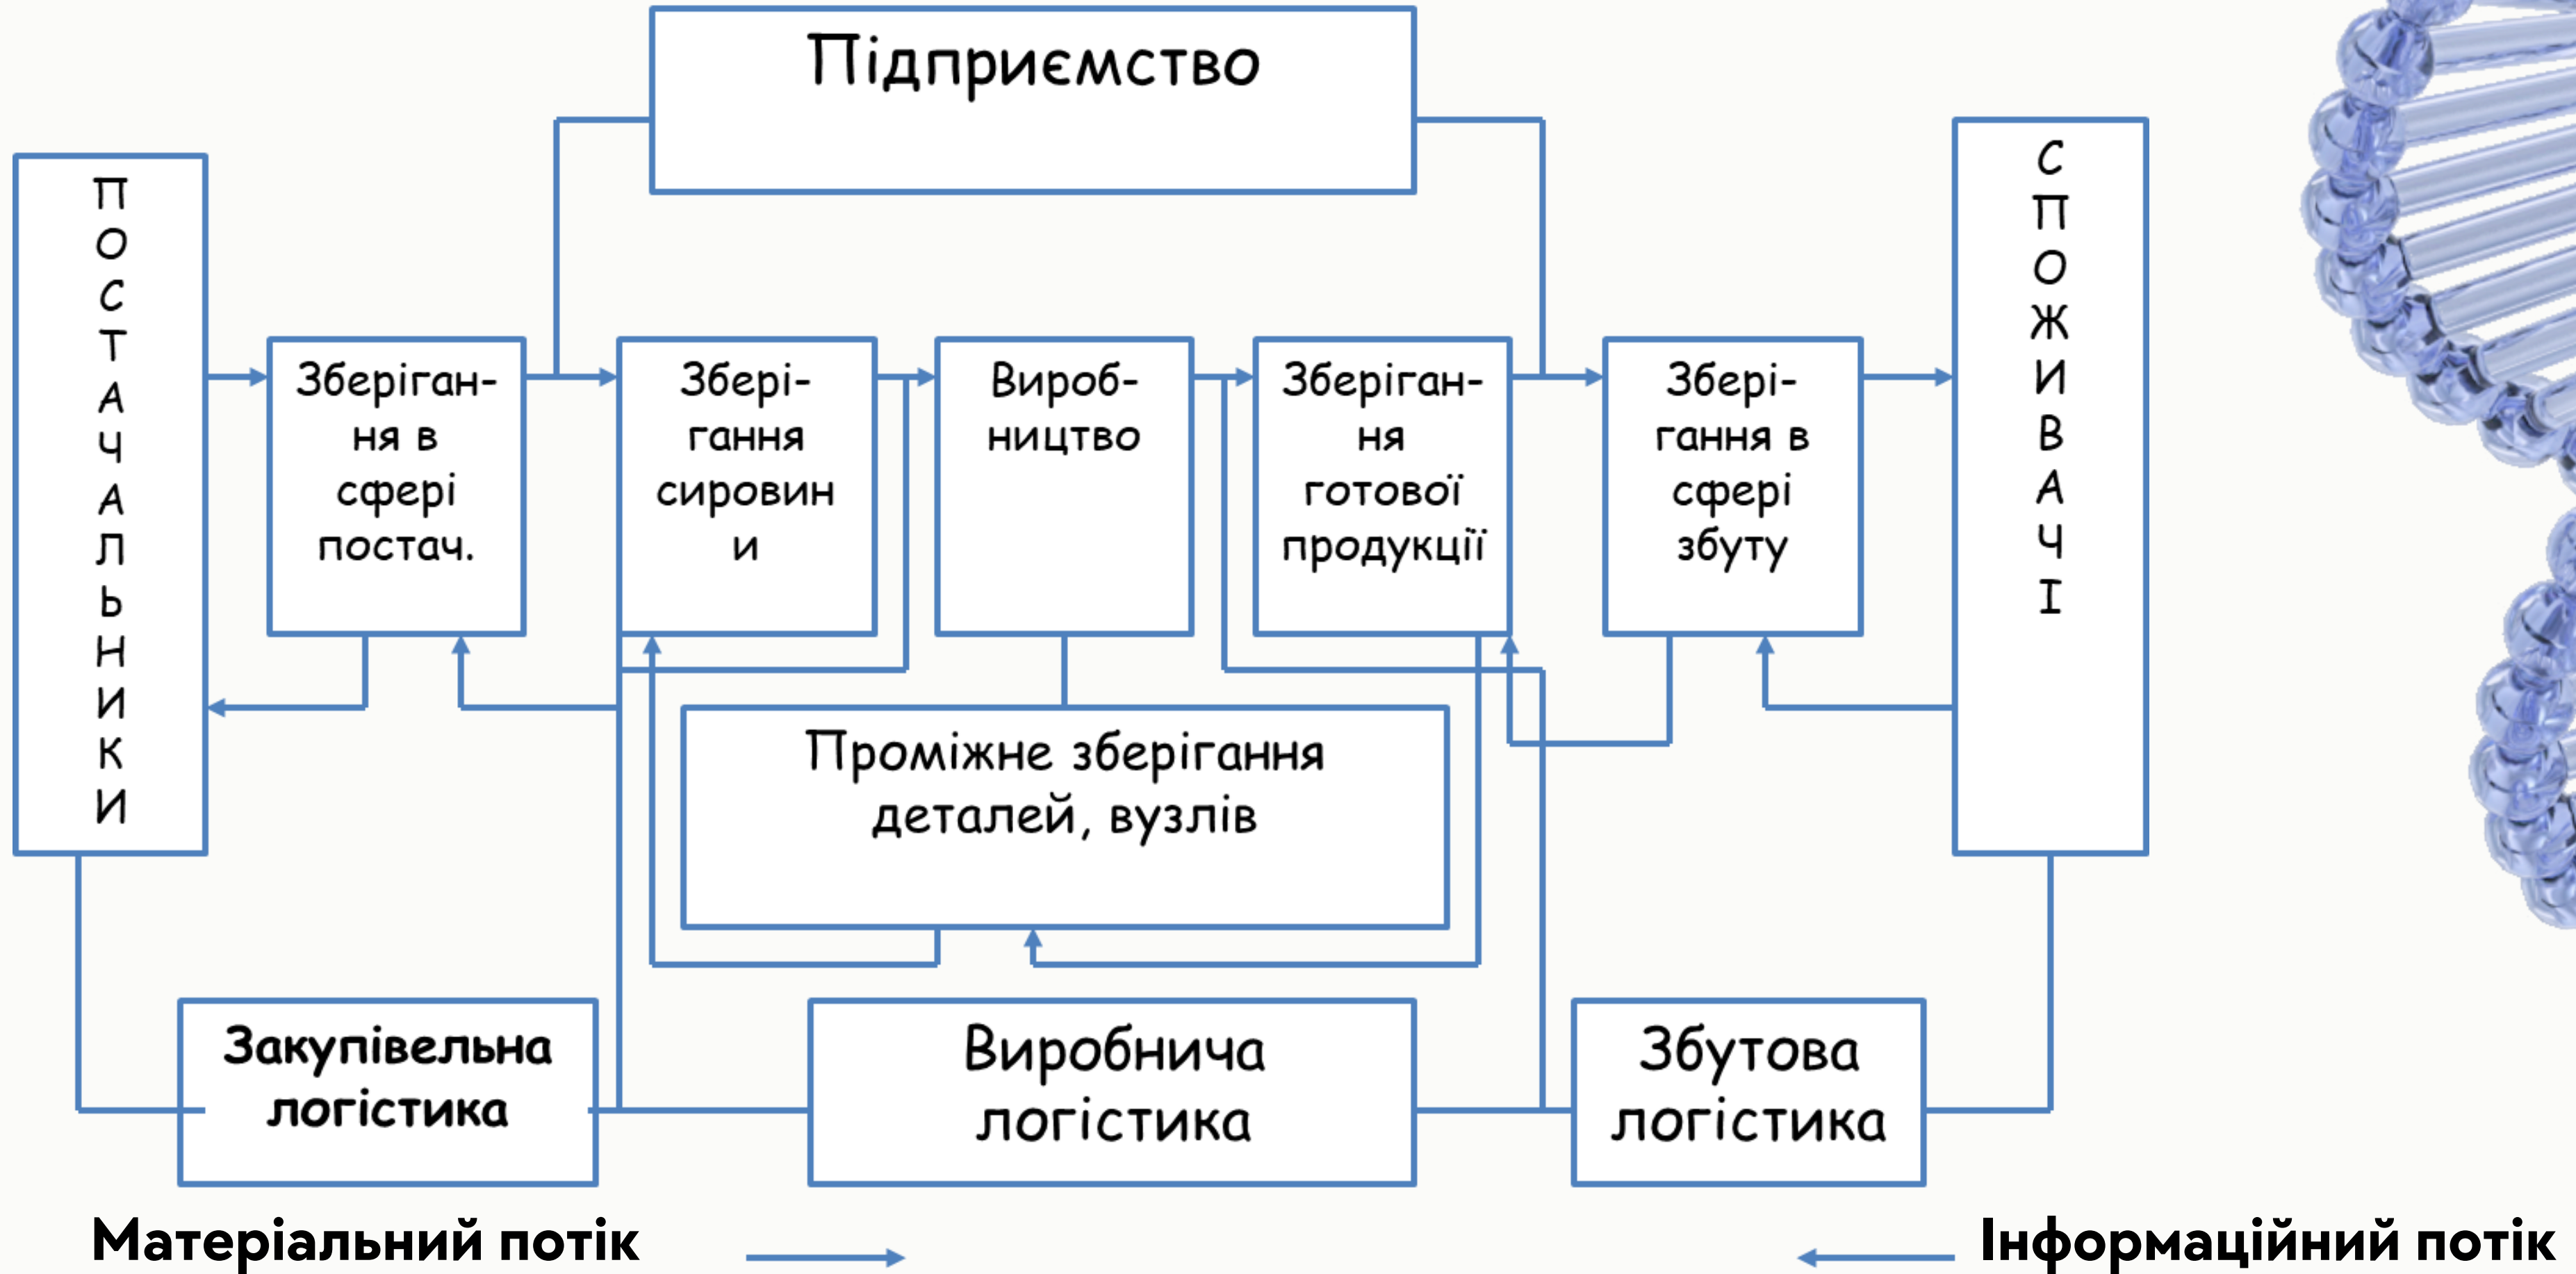 Підприємство
ПОСТАЧАЛЬНИКИ
Зберіган-
ня в
сфері
постач.
Збері-
гання
сировин
и
Вироб-
ництво
Зберіган-
ня
готової
продукції
Збері-
гання в
сфері
збуту
СПОЖИВАЧІ
Проміжне зберігання
деталей, вузлів
Закупівельна
логістика
Виробнича
логістика
Збутова
логістика
Матеріальний потік
Інформаційний потік